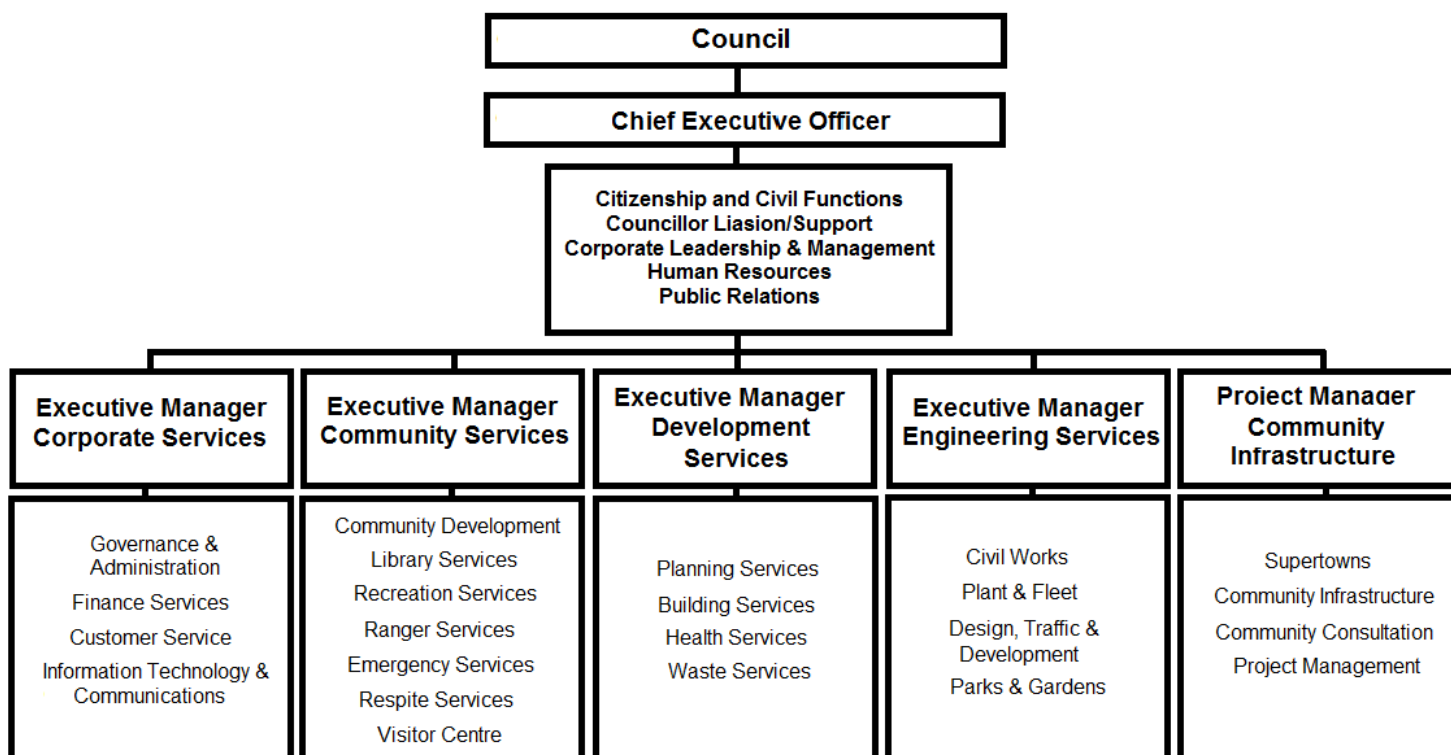 Council
Chief Executive Officer
Citizenship and Civil Functions
Councillor Liasion/Support
Corporate Leadership & Management
Human Resources
Public Relations
Executive Manager
Corporate Services
Executive Manager
Community Services
Executive Manager
Development
Services
Executive Manager
Engineering Services
Project Manager
Community
Infrastructure
Governance &
Administration
Finance Services
Customer Service
Information Technology &
Communications
Community Development
Library Services
Recreation Services
Ranger Services
Emergency Services
Respite Services
Visitor Centre
Planning Services
Building Services
Health Services
Waste Services
Civil Works
Plant & Fleet
Design, Traffic &
Development
Parks & Gardens
Supertowns
Community Infrastructure
Community Consultation
Project Management